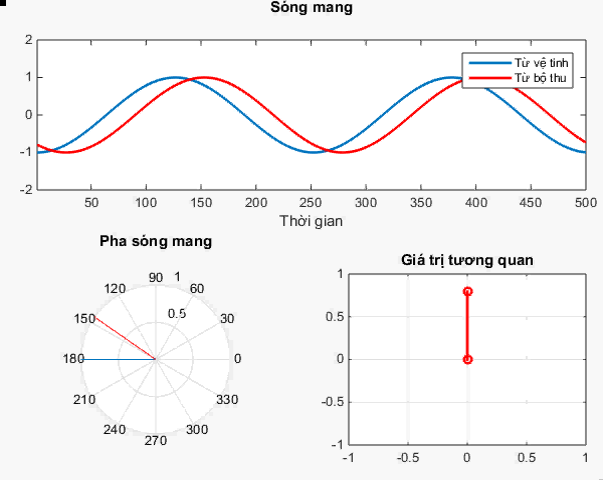 Sóng mang
2
1
0
-1
-2
Từ vệ tinh
Từ bộ thu
50 100 150 200 250 300 350 400 450 500
Thời gian
Pha sóng mang
90 1
120 60
0.5
150 30
180 0
210 330
240 300
270
Giá trị tương quan
1
0.5
0
-0.5
-1
-1 -0.5 0 0.5 1